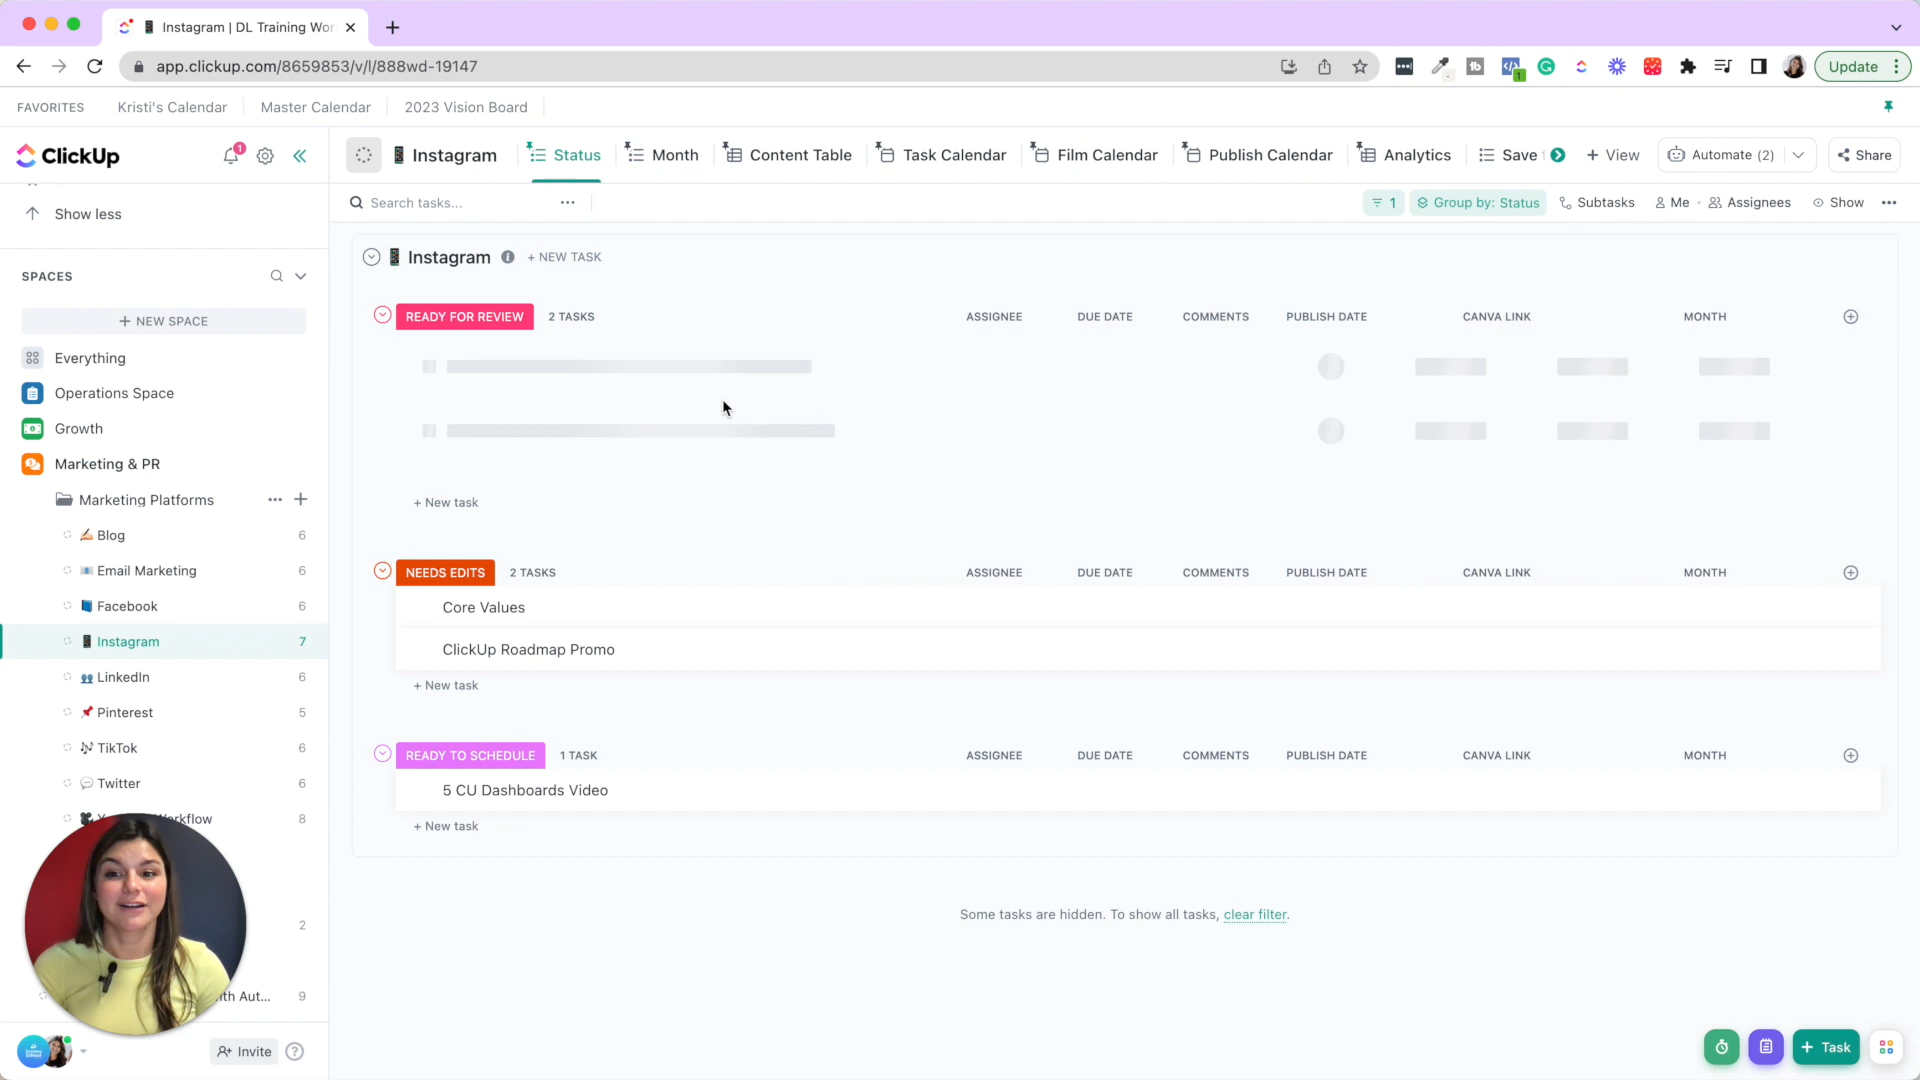 Instagram | DL Training Wor
app.clickup.com/8659853/v/l/888wd-19147
1
Update
FAVORITES
Kristi's Calendar
Master Calendar
2023 Vision Board
ClickUp
1
Instagram
Status
Month
Content Table
Task Calendar
Film Calendar
Publish Calendar
Analytics
Save
+ View
Automate (2)
Share
Show less
Search tasks...
1
Group by: Status
Subtasks
Me
Assignees
Show
SPACES
+ NEW SPACE
Everything
Operations Space
Growth
Marketing & PR
Marketing Platforms
Blog 6
Email Marketing 6
Facebook 6
Instagram 7
LinkedIn 6
Pinterest 5
TikTok 6
Twitter 6
rkflow 8
2
ith Aut... 9
Invite
?
Instagram + NEW TASK
READY FOR REVIEW 2 TASKS ASSIGNEE DUE DATE COMMENTS PUBLISH DATE CANVA LINK MONTH
+ New task
NEEDS EDITS 2 TASKS ASSIGNEE DUE DATE COMMENTS PUBLISH DATE CANVA LINK MONTH
Core Values
ClickUp Roadmap Promo
+ New task
READY TO SCHEDULE 1 TASK ASSIGNEE DUE DATE COMMENTS PUBLISH DATE CANVA LINK MONTH
5 CU Dashboards Video
+ New task
Some tasks are hidden. To show all tasks, clear filter.
+ Task